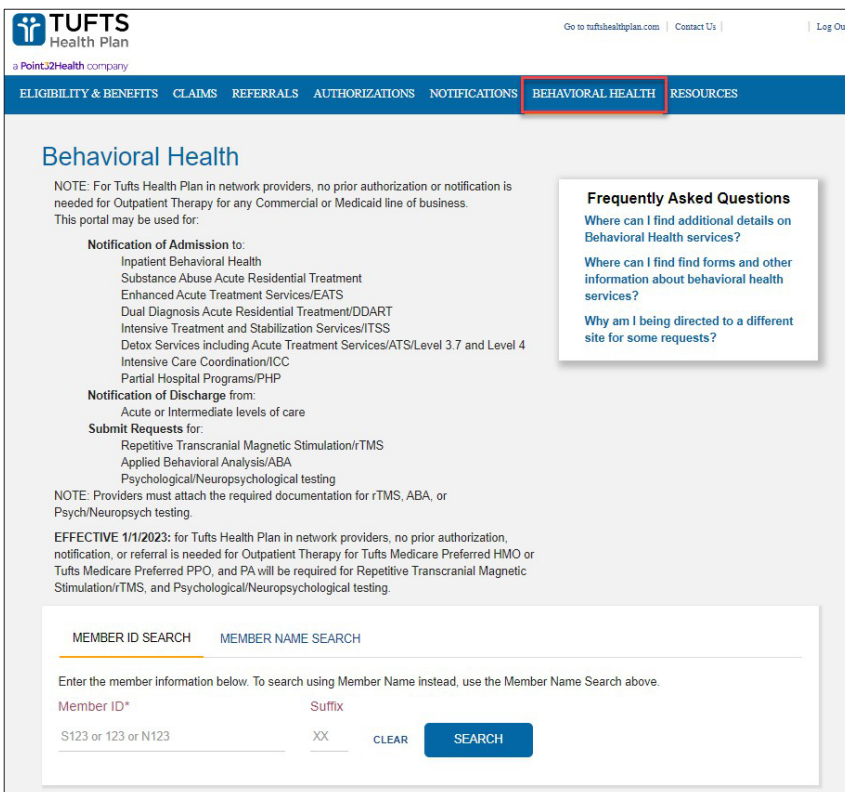 TUFTS
Health Plan
a Point32Health company
Go to tuftshealthplan.com | Contact Us | | Log Ou
ELIGIBILITY & BENEFITS CLAIMS REFERRALS AUTHORIZATIONS NOTIFICATIONS BEHAVIORAL HEALTH RESOURCES
Behavioral Health
NOTE: For Tufts Health Plan in network providers, no prior authorization or notification is
needed for Outpatient Therapy for any Commercial or Medicaid line of business.
This portal may be used for:
Notification of Admission to:
Inpatient Behavioral Health
Substance Abuse Acute Residential Treatment
Enhanced Acute Treatment Services/EATS
Dual Diagnosis Acute Residential Treatment/DDART
Intensive Treatment and Stabilization Services/ITSS
Detox Services including Acute Treatment Services/ATS/Level 3.7 and Level 4
Intensive Care Coordination/ICC
Partial Hospital Programs/PHP
Notification of Discharge from:
Acute or Intermediate levels of care
Submit Requests for:
Repetitive Transcranial Magnetic Stimulation/rTMS
Applied Behavioral Analysis/ABA
Psychological/Neuropsychological testing
NOTE: Providers must attach the required documentation for rTMS, ABA, or
Psych/Neuropsych testing.
EFFECTIVE 1/1/2023: for Tufts Health Plan in network providers, no prior authorization,
notification, or referral is needed for Outpatient Therapy for Tufts Medicare Preferred HMO or
Tufts Medicare Preferred PPO, and PA will be required for Repetitive Transcranial Magnetic
Stimulation/rTMS, and Psychological/Neuropsychological testing.
Frequently Asked Questions
Where can I find additional details on
Behavioral Health services?
Where can I find find forms and other
information about behavioral health
services?
Why am I being directed to a different
site for some requests?
MEMBER ID SEARCH MEMBER NAME SEARCH
Enter the member information below. To search using Member Name instead, use the Member Name Search above.
Member ID* Suffix
S123 or 123 or N123 XX CLEAR SEARCH